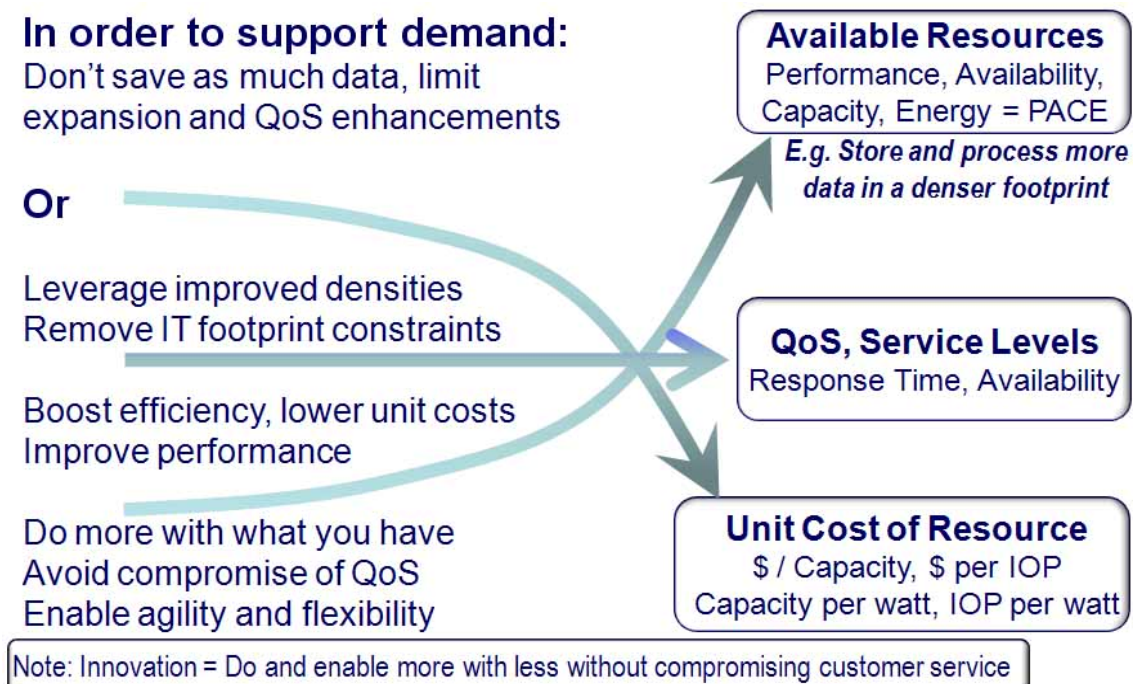 In order to support demand:
Don't save as much data, limit
expansion and QoS enhancements
Or
Leverage improved densities
Remove IT footprint constraints
Boost efficiency, lower unit costs
Improve performance
Do more with what you have
Avoid compromise of QoS
Enable agility and flexibility
Available Resources
Performance, Availability,
Capacity, Energy = PACE
E.g. Store and process more
data in a denser footprint
QoS, Service Levels
Response Time, Availability
Unit Cost of Resource
$ / Capacity, $ per IOP
Capacity per watt, IOP per watt
Note: Innovation = Do and enable more with less without compromising customer service